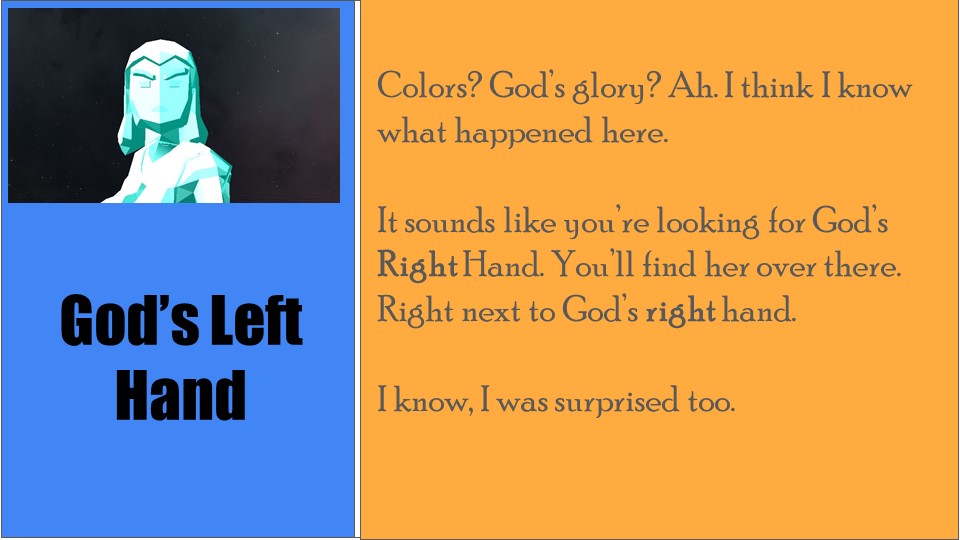 God’s Left
Hand
Colors? God’s glory? Ah. I think I know
what happened here.
It sounds like you’re looking for God’s
Right Hand. You’ll find her over there.
Right next to God’s right hand.
I know, I was surprised too.